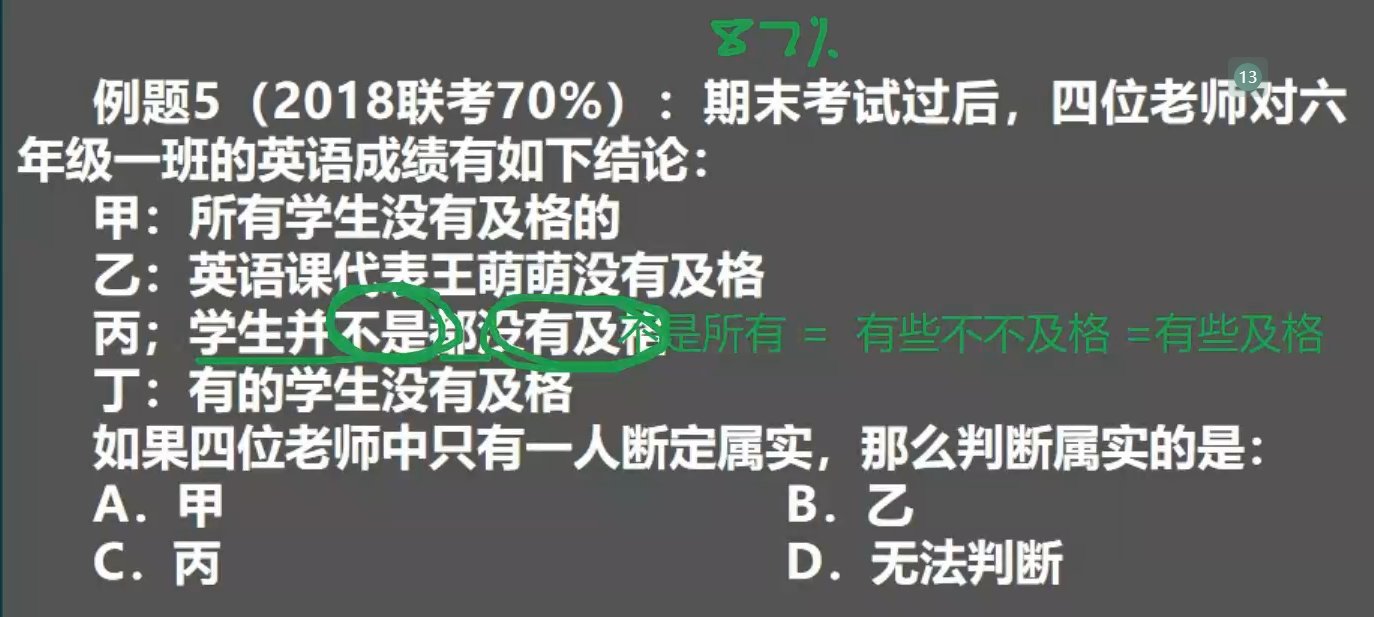 87%
13
例题5（2018联考70%）：期末考试过后，四位老师对六
年级一班的英语成绩有如下结论：
甲：所有学生没有及格的
乙：英语课代表王萌萌没有及格
丙；学生并不是都没有及格 不是所有 = 有些不不及格 =有些及格
丁：有的学生没有及格
如果四位老师中只有一人断定属实，那么判断属实的是：
A．甲 B．乙
C．丙 D．无法判断